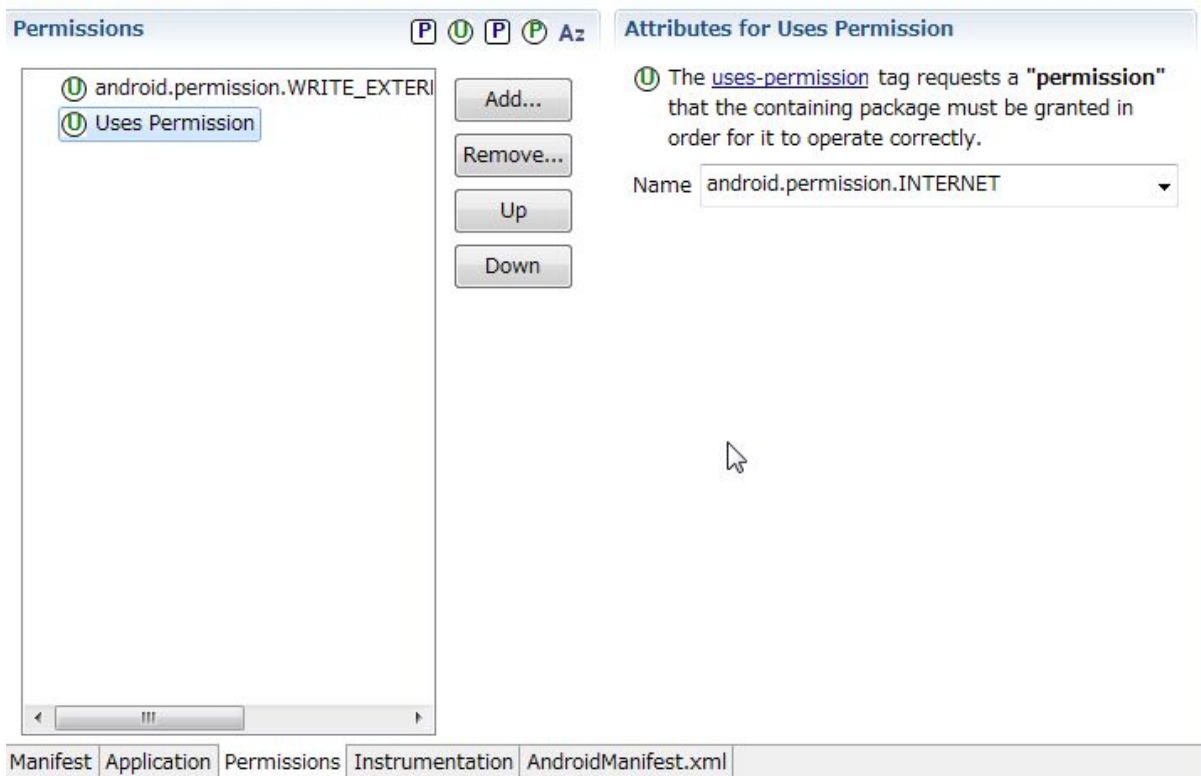 Permissions
P U P P Az
android.permission.WRITE_EXTERI
Uses Permission
Add...
Remove...
Up
Down
Attributes for Uses Permission
U The uses-permission tag requests a "permission"
that the containing package must be granted in
order for it to operate correctly.
Name android.permission.INTERNET
Manifest Application Permissions Instrumentation AndroidManifest.xml